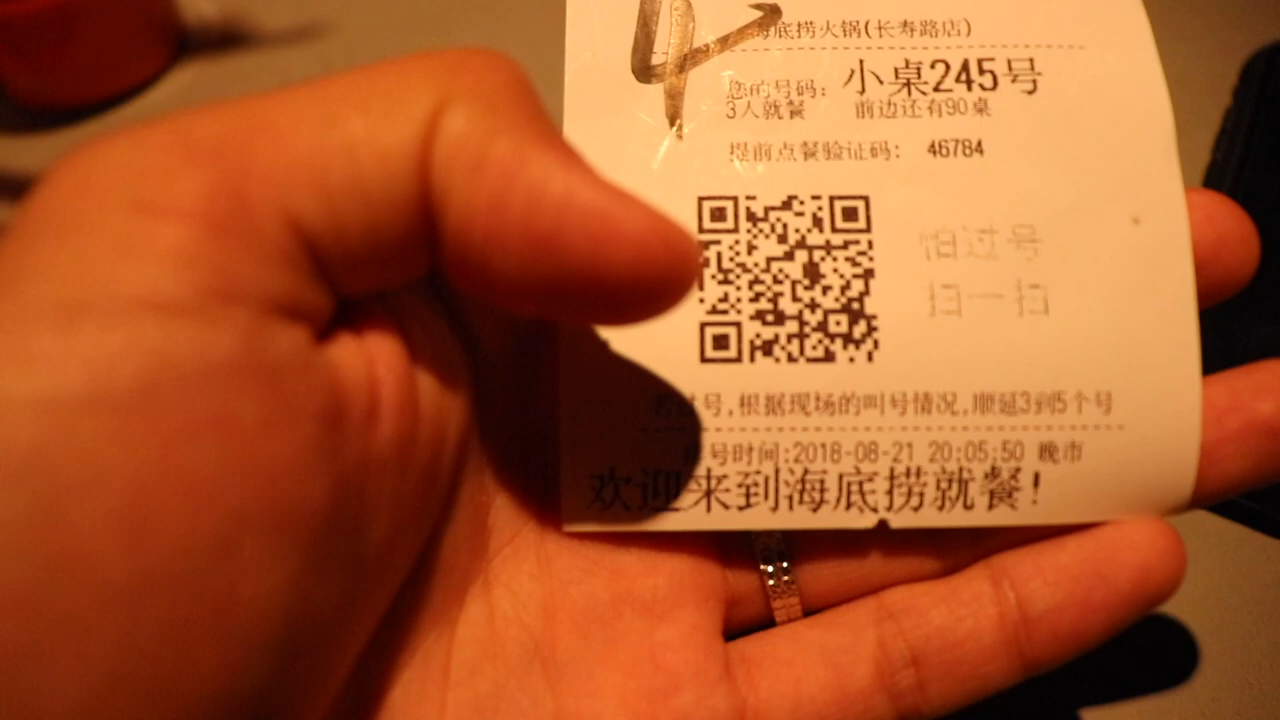 4
海底捞火锅(长寿路店)
您的号码: 小桌245号
3人就餐 前边还有90桌
提前点餐验证码: 46784
怕过号
扫一扫
若过号,根据现场的叫号情况,顺延3到5个号
号时间:2018-08-21 20:05:50 晚市
欢迎来到海底捞就餐!